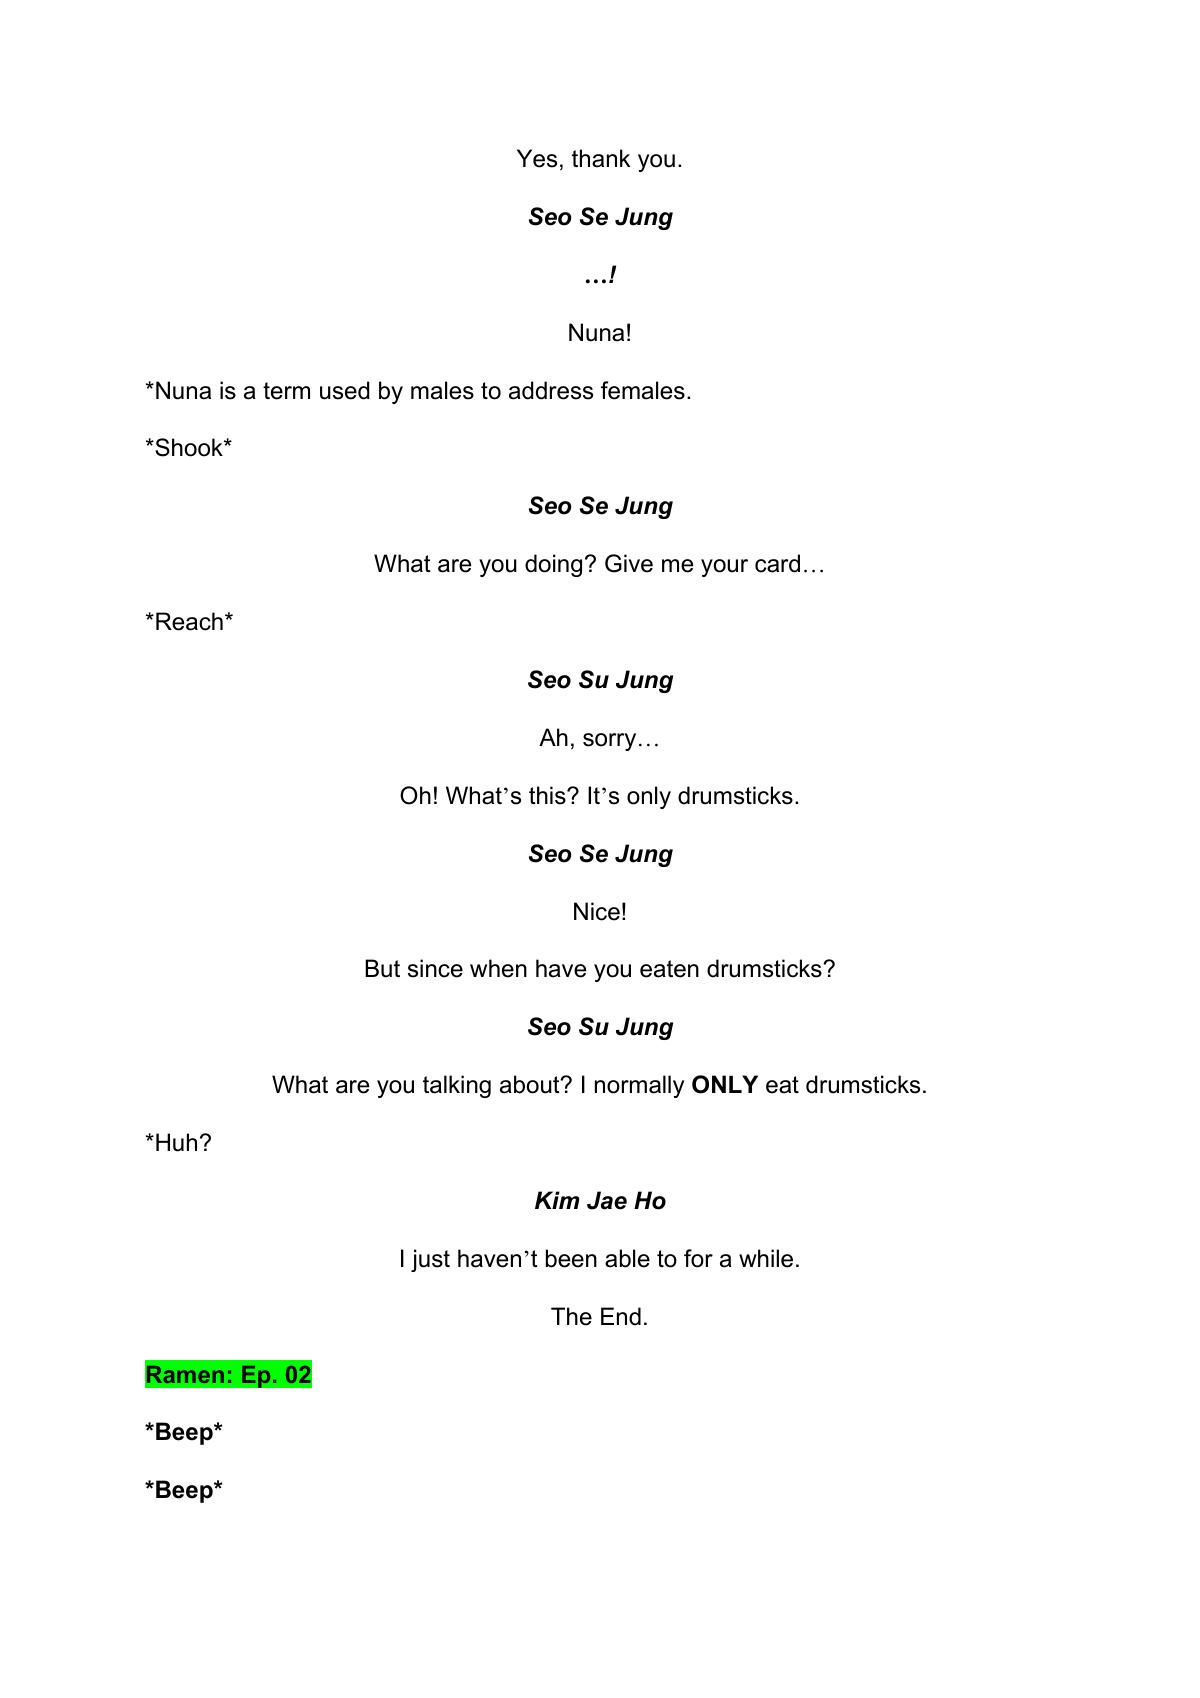 Yes, thank you.
Seo Se Jung
…!
Nuna!
*Nuna is a term used by males to address females.
*Shook*
Seo Se Jung
What are you doing? Give me your card…
*Reach*
Seo Su Jung
Ah, sorry…
Oh! What’s this? It’s only drumsticks.
Seo Se Jung
Nice!
But since when have you eaten drumsticks?
Seo Su Jung
What are you talking about? I normally ONLY eat drumsticks.
*Huh?
Kim Jae Ho
I just haven’t been able to for a while.
The End.
Ramen: Ep. 02
*Beep*
*Beep*